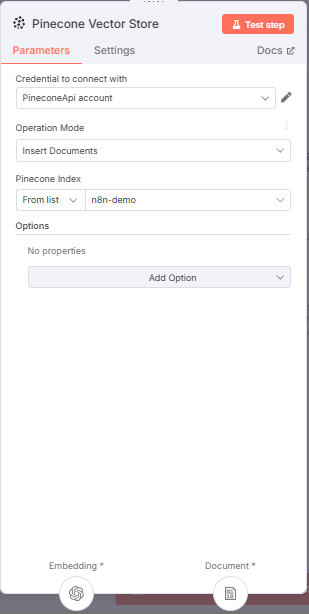 Pinecone Vector Store
Test step
Parameters
Settings
Docs
Credential to connect with
PineconeApi account
Operation Mode
Insert Documents
Pinecone Index
From list
n8n-demo
Options
No properties
Add Option
Embedding *
Document *